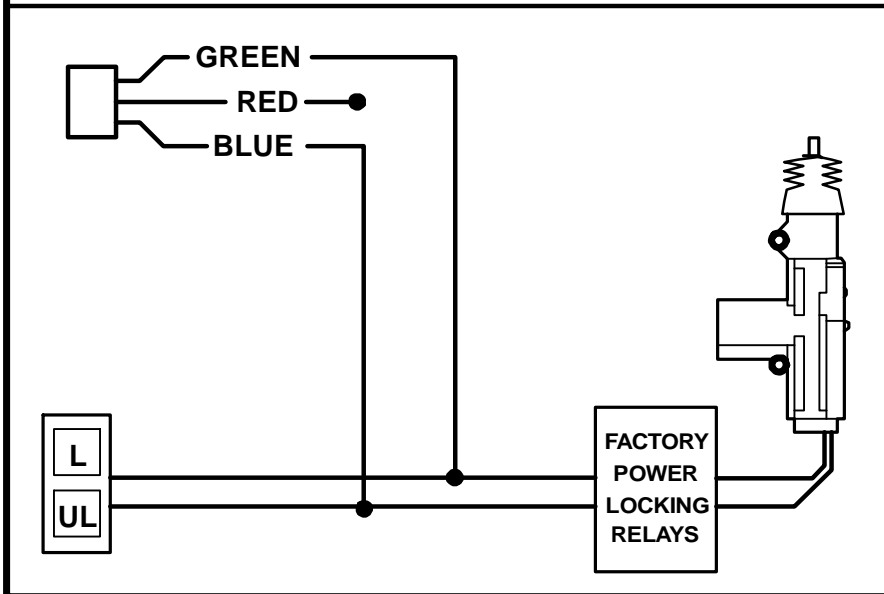 GREEN
RED
BLUE
L
UL
FACTORY
POWER
LOCKING
RELAYS